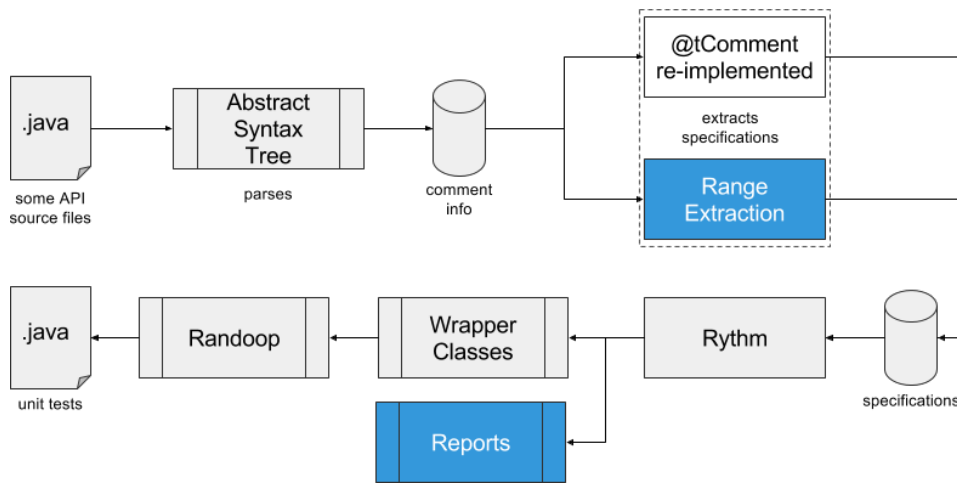 .java
some API
source files
Abstract
Syntax
Tree
parses
comment
info
@tComment
re-implemented
extracts
specifications
Range
Extraction
.java
unit tests
Randoop
Wrapper
Classes
Reports
Rythm
specifications